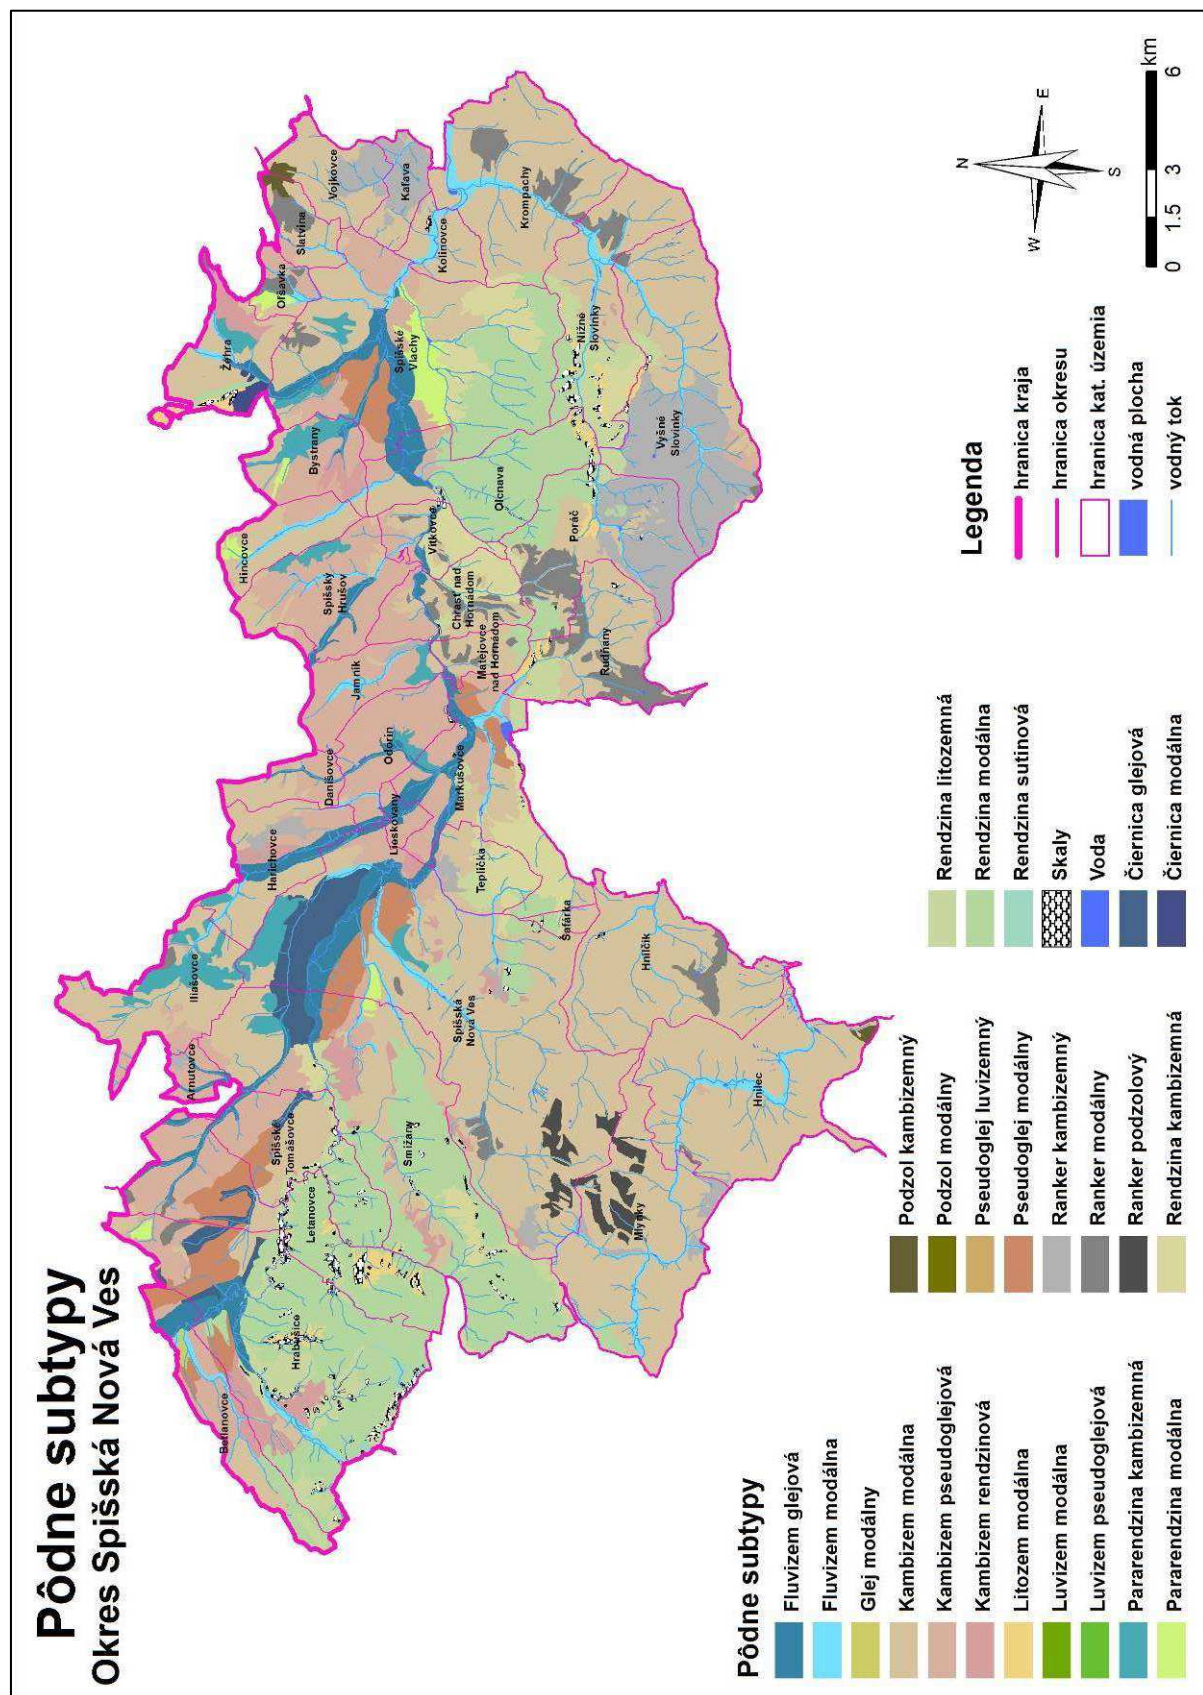 Pôdne subtypy
Okres Spišská Nová Ves
Betlanovce
Hrabušice
Letanovce
Spišské
Tomášovce
Arnutovce
Iliašovce
Smižany
Spišská
Nová Ves
Mlynky
Hnilec
Hnilčík
Šafárka
Teplička
Harichovce
Lieskovany
Danišovce
Odorín
Markušovce
Jamník
Matejovce
nad Hornádom
Chrasť nad
Hornádom
Spišský
Hrušov
Vítkovce
Hincovce
Bystrany
Rudňany
Poráč
Olcnava
Spišské
Vlachy
Žehra
Oľšavka
Slatvina
Vojkovce
Kaľava
Kolinovce
Krompachy
Nižné
Slovinky
Vyšné
Slovinky
N
E
S
W
0
1.5
3
6
km
Pôdne subtypy
Fluvizem glejová
Fluvizem modálna
Glej modálny
Kambizem modálna
Kambizem pseudoglejová
Kambizem rendzinová
Litozem modálna
Luvizem modálna
Luvizem pseudoglejová
Pararendzina kambizemná
Pararendzina modálna
Podzol kambizemný
Podzol modálny
Pseudoglej luvizemný
Pseudoglej modálny
Ranker kambizemný
Ranker modálny
Ranker podzolový
Rendzina kambizemná
Rendzina litozemná
Rendzina modálna
Rendzina sutinová
Skaly
Voda
Čiernica glejová
Čiernica modálna
Legenda
hranica kraja
hranica okresu
hranica kat. územia
vodná plocha
vodný tok